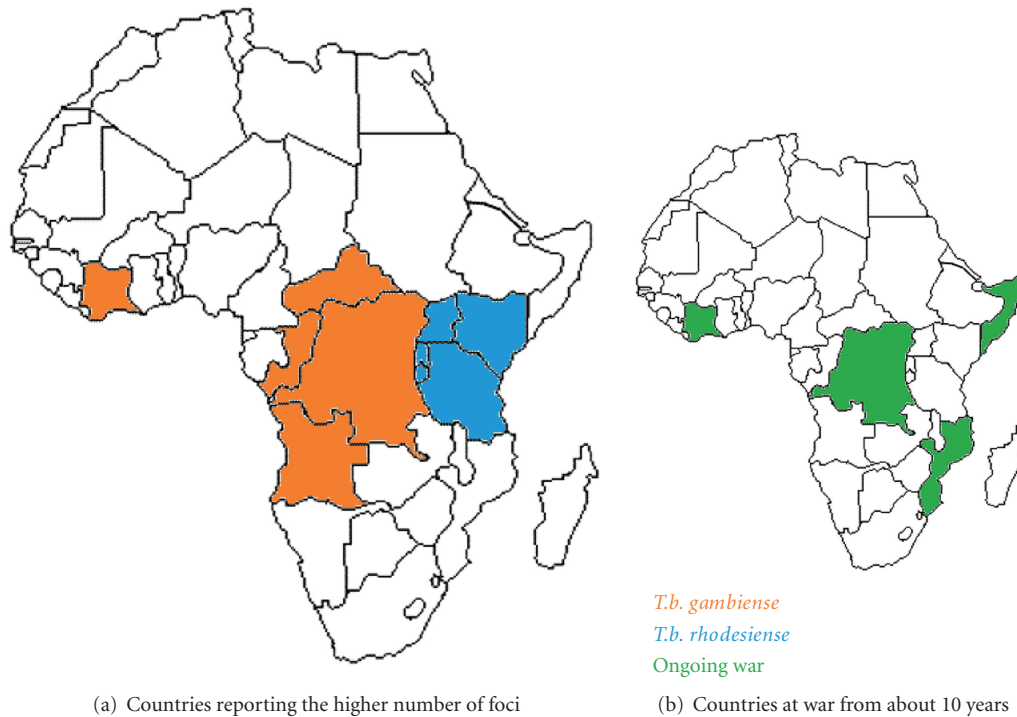 T.b. gambiense
T.b. rhodesiense
Ongoing war
(a) Countries reporting the higher number of foci
(b) Countries at war from about 10 years